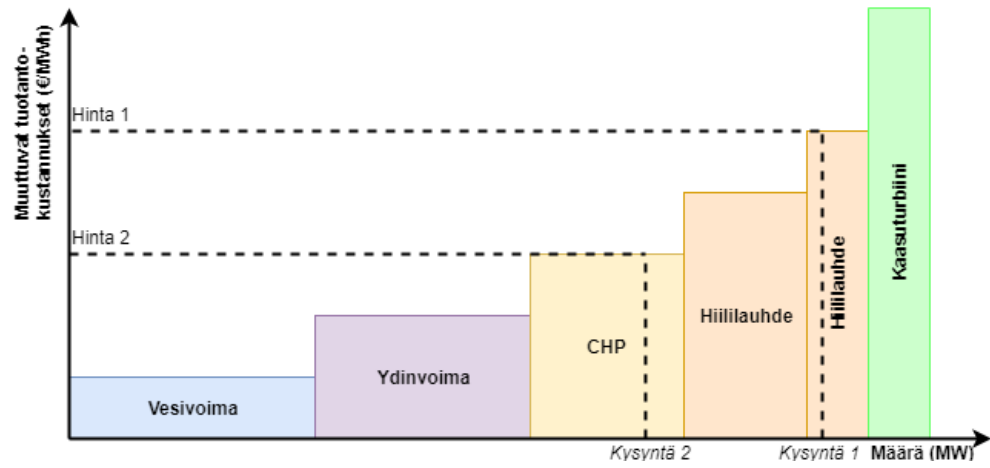 Muuttuvat tuotanto-
kustannukset (€/MWh)
Hinta 1
Hinta 2
Vesivoima
Ydinvoima
CHP
Hiililauhde
Hiililauhde
Kaasuturbiini
Kysyntä 2
Kysyntä 1
Määrä (MW)